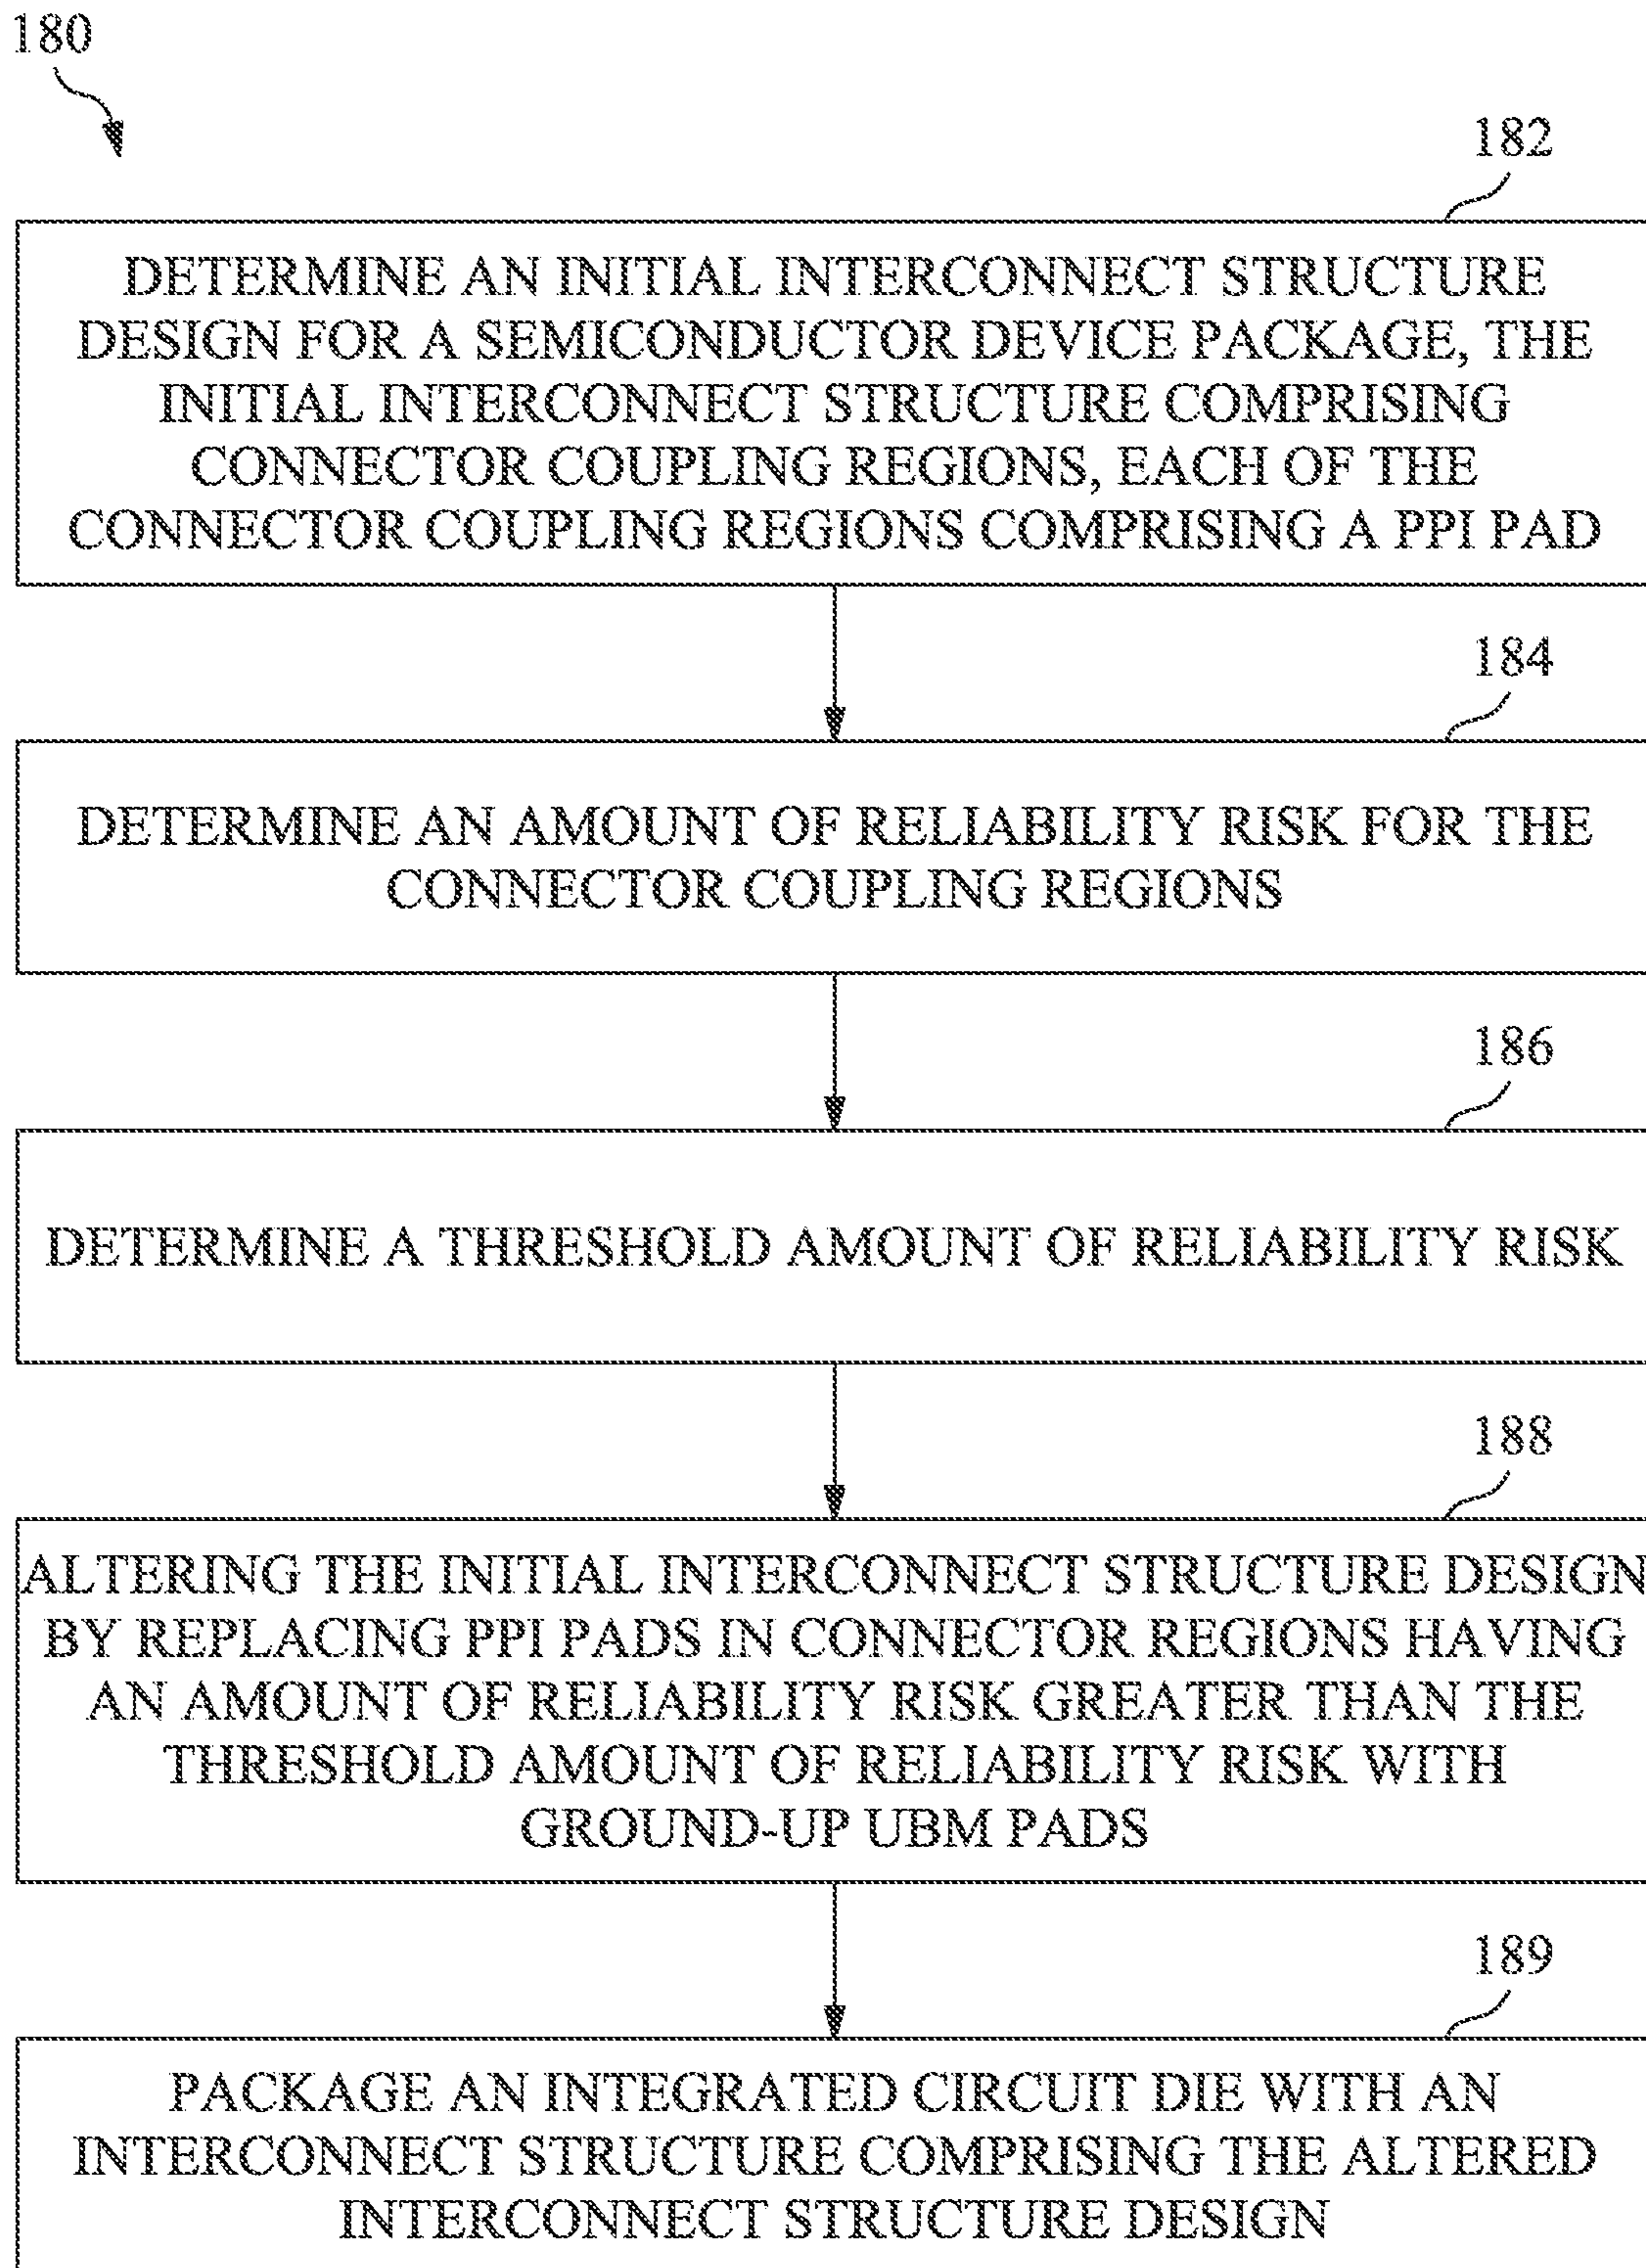 180
182
DETERMINE AN INITIAL INTERCONNECT STRUCTURE
DESIGN FOR A SEMICONDUCTOR DEVICE PACKAGE, THE
INITIAL INTERCONNECT STRUCTURE COMPRISING
CONNECTOR COUPLING REGIONS, EACH OF THE
CONNECTOR COUPLING REGIONS COMPRISING A PPI PAD
184
DETERMINE AN AMOUNT OF RELIABILITY RISK FOR THE
CONNECTOR COUPLING REGIONS
186
DETERMINE A THRESHOLD AMOUNT OF RELIABILITY RISK
188
ALTERING THE INITIAL INTERCONNECT STRUCTURE DESIGN
BY REPLACING PPI PADS IN CONNECTOR REGIONS HAVING
AN AMOUNT OF RELIABILITY RISK GREATER THAN THE
THRESHOLD AMOUNT OF RELIABILITY RISK WITH
GROUND-UP UBM PADS
189
PACKAGE AN INTEGRATED CIRCUIT DIE WITH AN
INTERCONNECT STRUCTURE COMPRISING THE ALTERED
INTERCONNECT STRUCTURE DESIGN